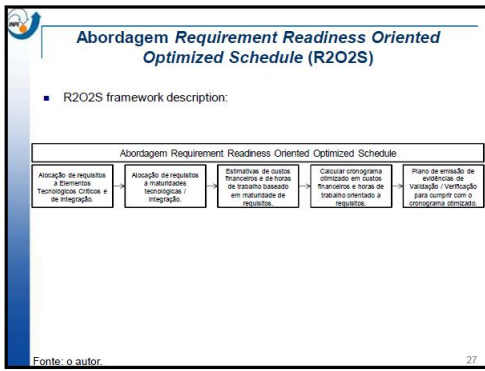 INPE
Abordagem Requirement Readiness Oriented
Optimized Schedule (R2O2S)
R2O2S framework description:
Abordagem Requirement Readiness Oriented Optimized Schedule
Alocação de requisitos
à Elementos
Tecnológicos Críticos e
de Integração.
Alocação de requisitos
à maturidades
tecnológicas /
integração.
Estimativas de custos
financeiros e de horas
de trabalho baseado
em maturidade de
requisitos.
Calcular cronograma
otimizado em custos
financeiros e horas de
trabalho orientado à
requisitos.
Plano de emissão de
evidências de
Validação / Verificação
para cumprir com o
cronograma otimizado.
Fonte: o autor.
27